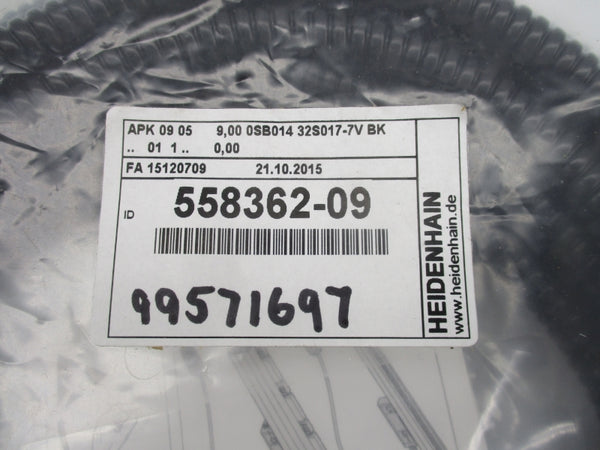 APK 09 05 9,00 0SB014 32S017-7V BK
.. 01 1 .. 0,00
FA 15120709 21.10.2015
ID 558362-09
99571697
HEIDENHAIN
www.heidenhain.de